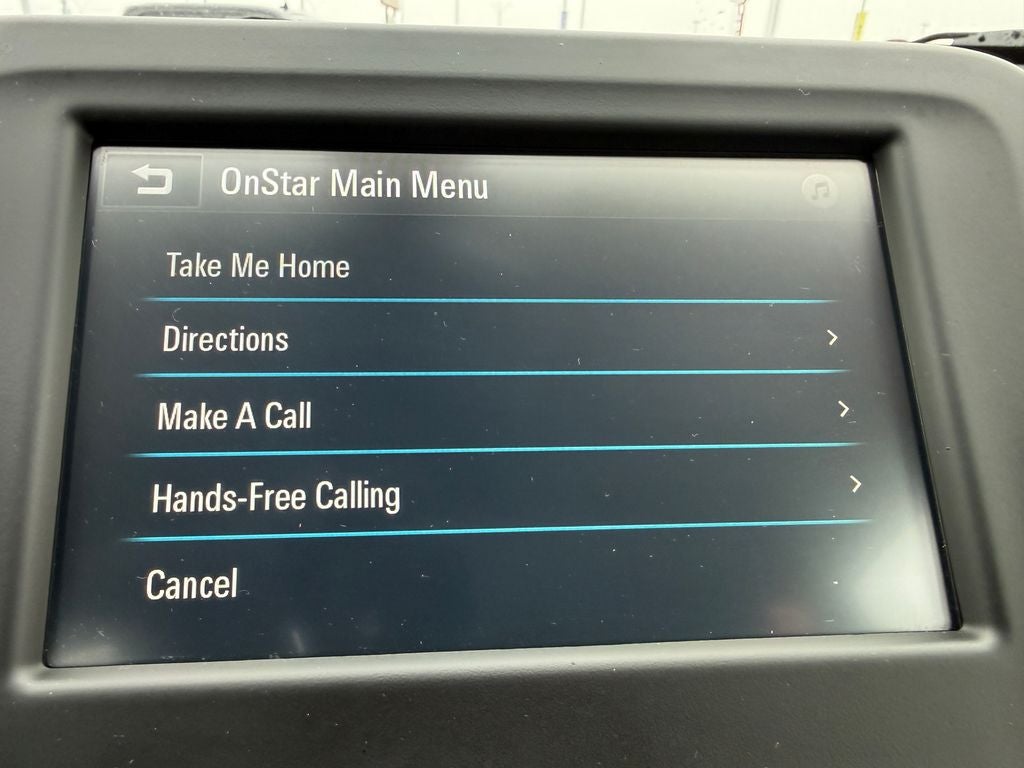 OnStar Main Menu
Take Me Home
Directions
Make A Call
Hands-Free Calling
Cancel